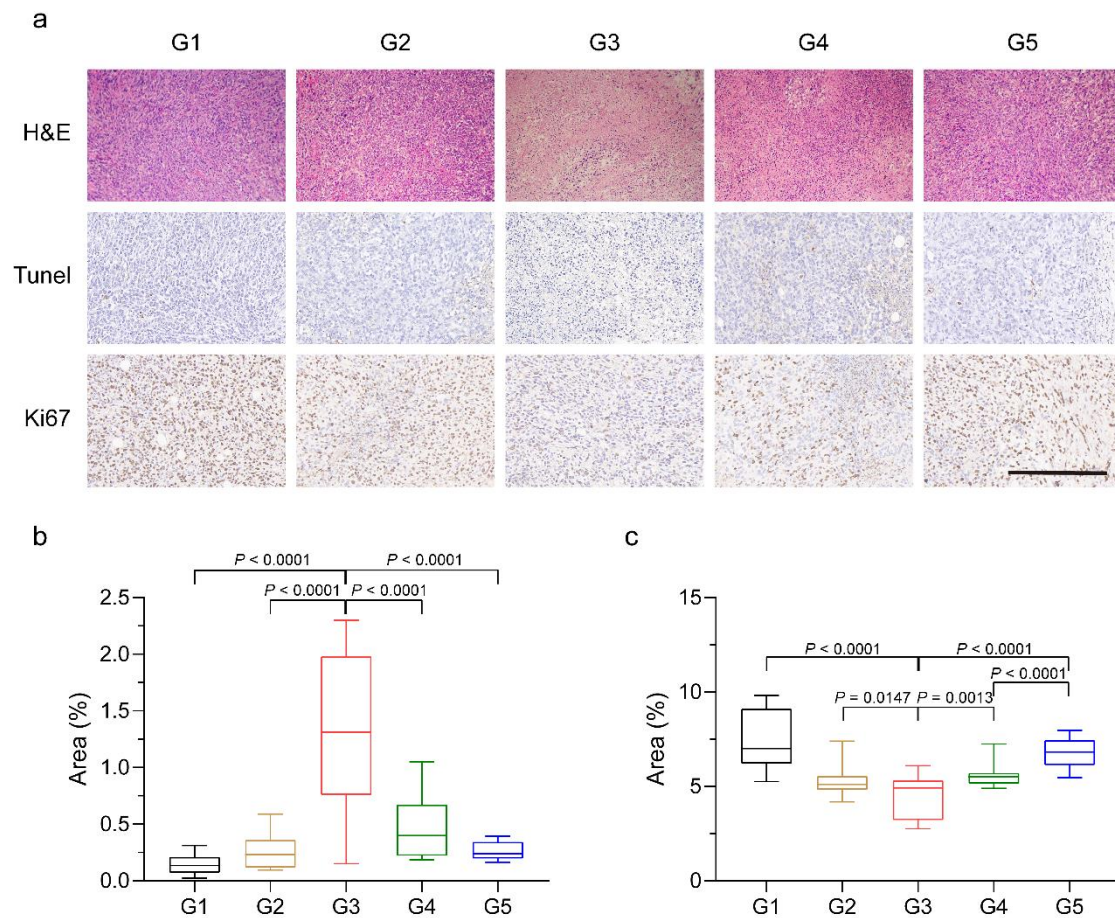 a
G1 G2 G3 G4 G5
H&E
Tunel
Ki67
b
P < 0.0001 P < 0.0001
P < 0.0001 P < 0.0001
2.5
2.0
1.5
1.0
0.5
0.0
Area (%)
G1 G2 G3 G4 G5
c
15
10
5
0
Area (%)
P < 0.0001 P < 0.0001
P < 0.0001
P = 0.0147 P = 0.0013
G1 G2 G3 G4 G5